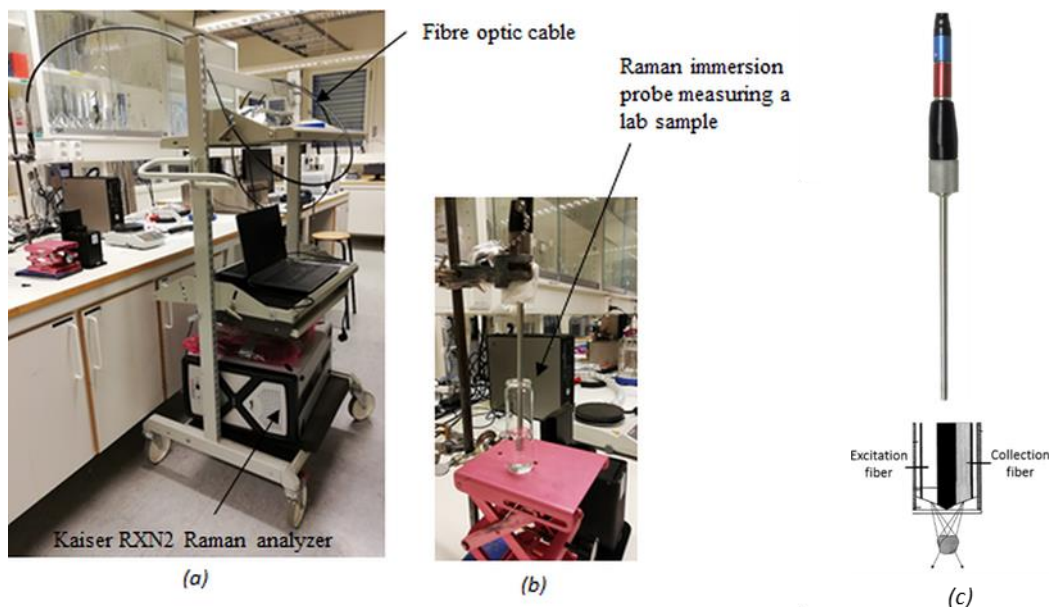 Fibre optic cable
Raman immersion
probe measuring a
lab sample
Kaiser RXN2 Raman analyzer
(a)
(b)
Excitation
fiber
Collection
fiber
(c)